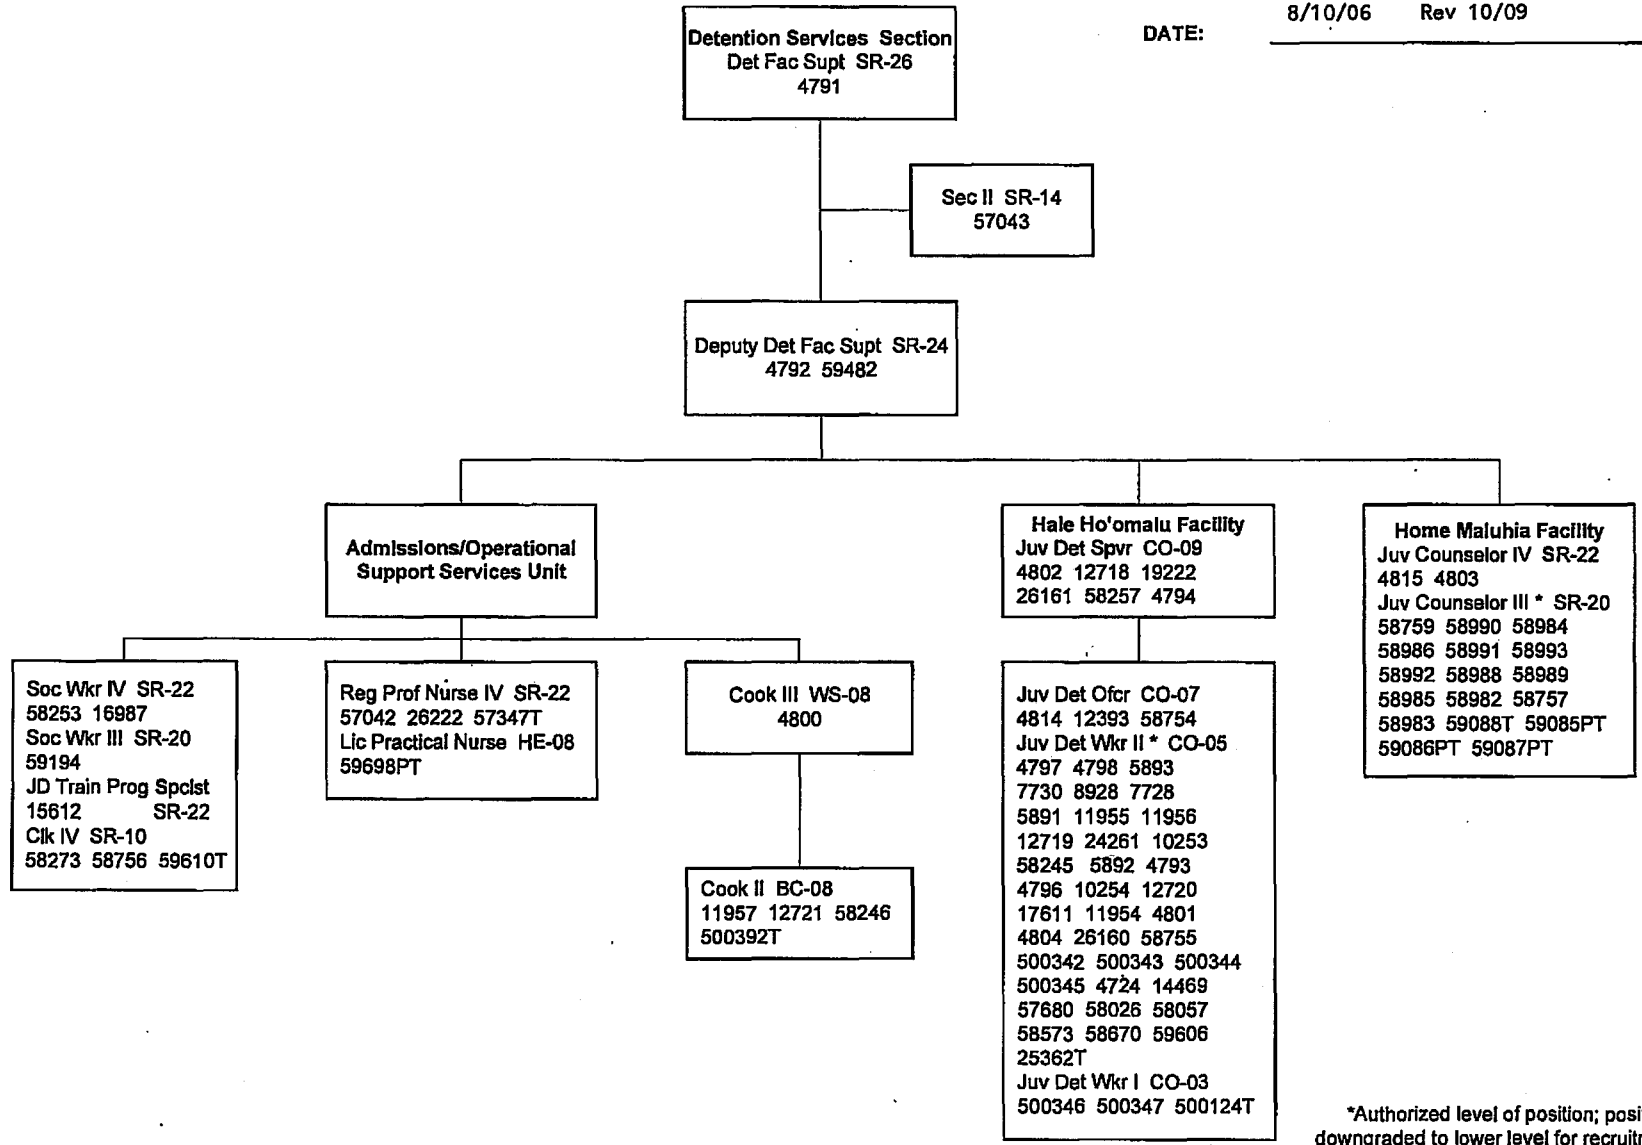 8/10/06 Rev 10/09
DATE:
Detention Services Section
Det Fac Supt SR-26
4791
Sec II SR-14
57043
Deputy Det Fac Supt SR-24
4792 59482
Admissions/Operational
Support Services Unit
Hale Ho'omalu Facility
Juv Det Spvr CO-09
4802 12718 19222
26161 58257 4794
Home Maluhia Facility
Juv Counselor IV SR-22
4815 4803
Juv Counselor III * SR-20
58759 58990 58984
58986 58991 58993
58992 58988 58989
58985 58982 58757
58983 59088T 59085PT
59086PT 59087PT
Soc Wkr IV SR-22
58253 16987
Soc Wkr III SR-20
59194
JD Train Prog Spclst
15612 SR-22
Clk IV SR-10
58273 58756 59610T
Reg Prof Nurse IV SR-22
57042 26222 57347T
Lic Practical Nurse HE-08
59698PT
Cook III WS-08
4800
Cook II BC-08
11957 12721 58246
500392T
Juv Det Ofcr CO-07
4814 12393 58754
Juv Det Wkr II * CO-05
4797 4798 5893
7730 8928 7728
5891 11955 11956
12719 24261 10253
58245 5892 4793
4796 10254 12720
17611 11954 4801
4804 26160 58755
500342 500343 500344
500345 4724 14469
57680 58026 58057
58573 58670 59606
25362T
Juv Det Wkr I CO-03
500346 500347 500124T
*Authorized level of position; posi
downgraded to lower level for recruit